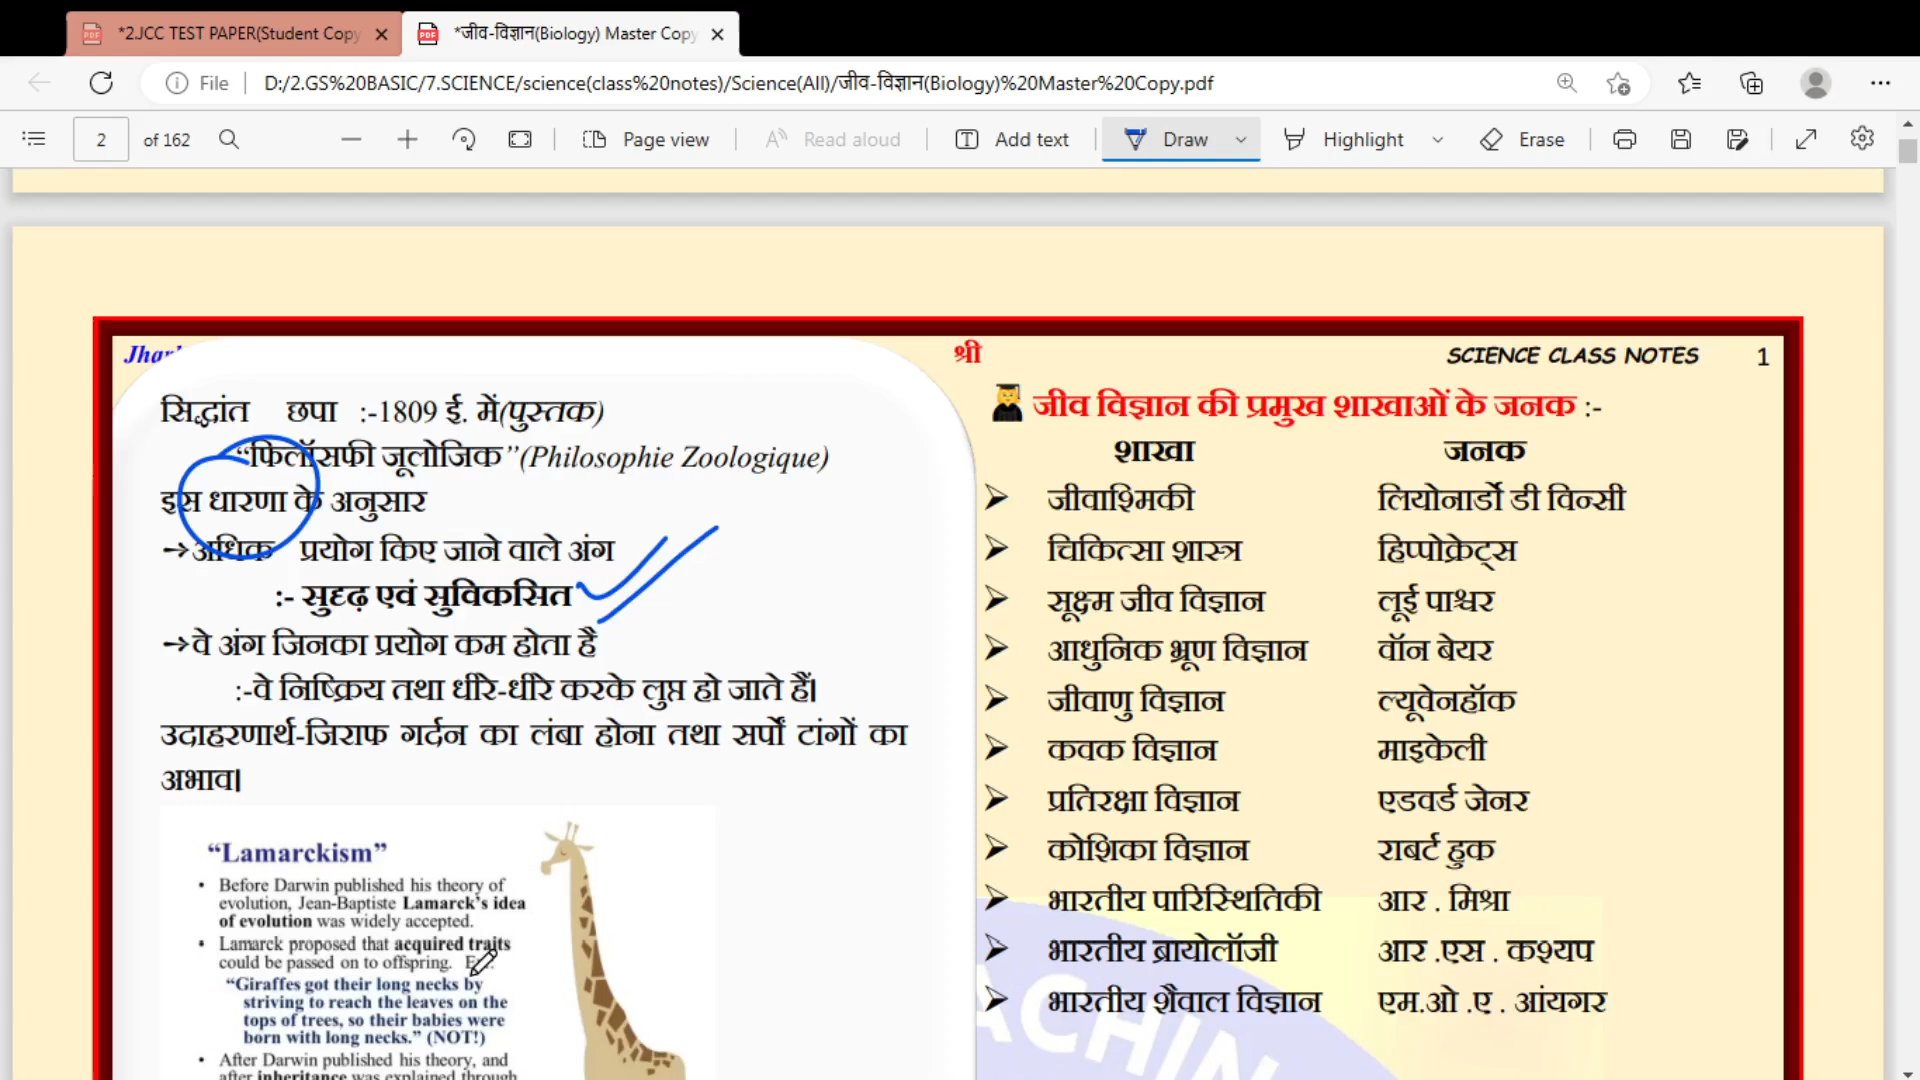 *2.JCC TEST PAPER(Student Copy
*जीव-विज्ञान(Biology) Master Copy
File
D:/2.GS%20BASIC/7.SCIENCE/science(class%20notes)/Science(All)/जीव-विज्ञान(Biology)%20Master%20Copy.pdf
2 of 162
Page view
Read aloud
Add text
Draw
Highlight
Erase
श्री
SCIENCE CLASS NOTES 1
सिद्धांत छपा :-1809 ई. में(पुस्तक)
“फिलॉसफी जूलोजिक”(Philosophie Zoologique)
इस धारणा के अनुसार
→अधिक प्रयोग किए जाने वाले अंग
:- सुदृढ़ एवं सुविकसित
→वे अंग जिनका प्रयोग कम होता है
:-वे निष्क्रिय तथा धीरे-धीरे करके लुप्त हो जाते हैं।
उदाहरणार्थ-जिराफ गर्दन का लंबा होना तथा सर्पों टांगों का
अभाव।
“Lamarckism”
• Before Darwin published his theory of
evolution, Jean-Baptiste Lamarck’s idea
of evolution was widely accepted.
• Lamarck proposed that acquired traits
could be passed on to offspring.
“Giraffes got their long necks by
striving to reach the leaves on the
tops of trees, so their babies were
born with long necks.” (NOT!)
• After Darwin published his theory, and
after inheritance was explained through
जीव विज्ञान की प्रमुख शाखाओं के जनक :-
शाखा जनक
➢ जीवाश्मिकी लियोनार्डो डी विन्सी
➢ चिकित्सा शास्त्र हिप्पोक्रेट्स
➢ सूक्ष्म जीव विज्ञान लूई पाश्चर
➢ आधुनिक भ्रूण विज्ञान वॉन बेयर
➢ जीवाणु विज्ञान ल्यूवेनहॉक
➢ कवक विज्ञान माइकेली
➢ प्रतिरक्षा विज्ञान एडवर्ड जेनर
➢ कोशिका विज्ञान राबर्ट हुक
➢ भारतीय पारिस्थितिकी आर . मिश्रा
➢ भारतीय ब्रायोलॉजी आर .एस . कश्यप
➢ भारतीय शैवाल विज्ञान एम.ओ .ए . आंयगर